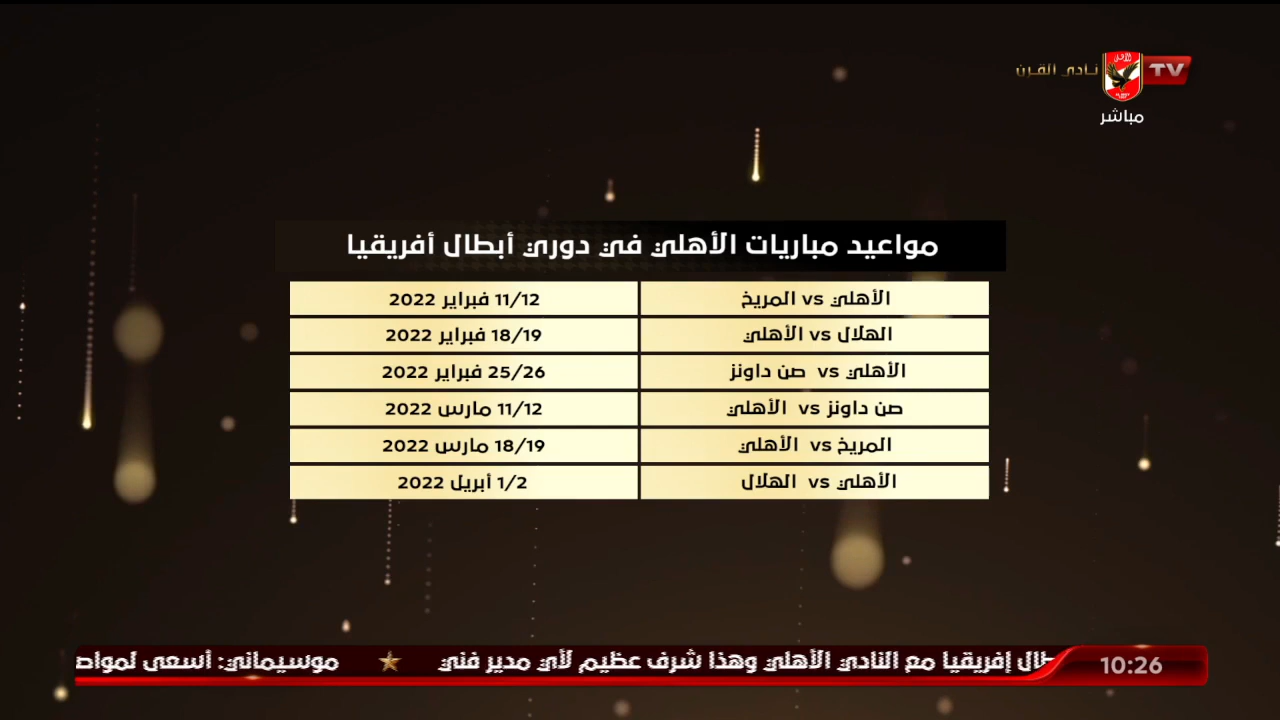 نادي القرن
TV
مباشر
مواعيد مباريات الأهلي في دوري أبطال أفريقيا
الأهلي vs المريخ 11/12 فبراير 2022
الهلال vs الأهلي 18/19 فبراير 2022
الأهلي vs صن داونز 25/26 فبراير 2022
صن داونز vs الأهلي 11/12 مارس 2022
المريخ vs الأهلي 18/19 مارس 2022
الأهلي vs الهلال 1/2 أبريل 2022
10:26
إفريقيا مع النادي الأهلي وهذا شرف عظيم لأي مدير فني موسيماني: أسعى